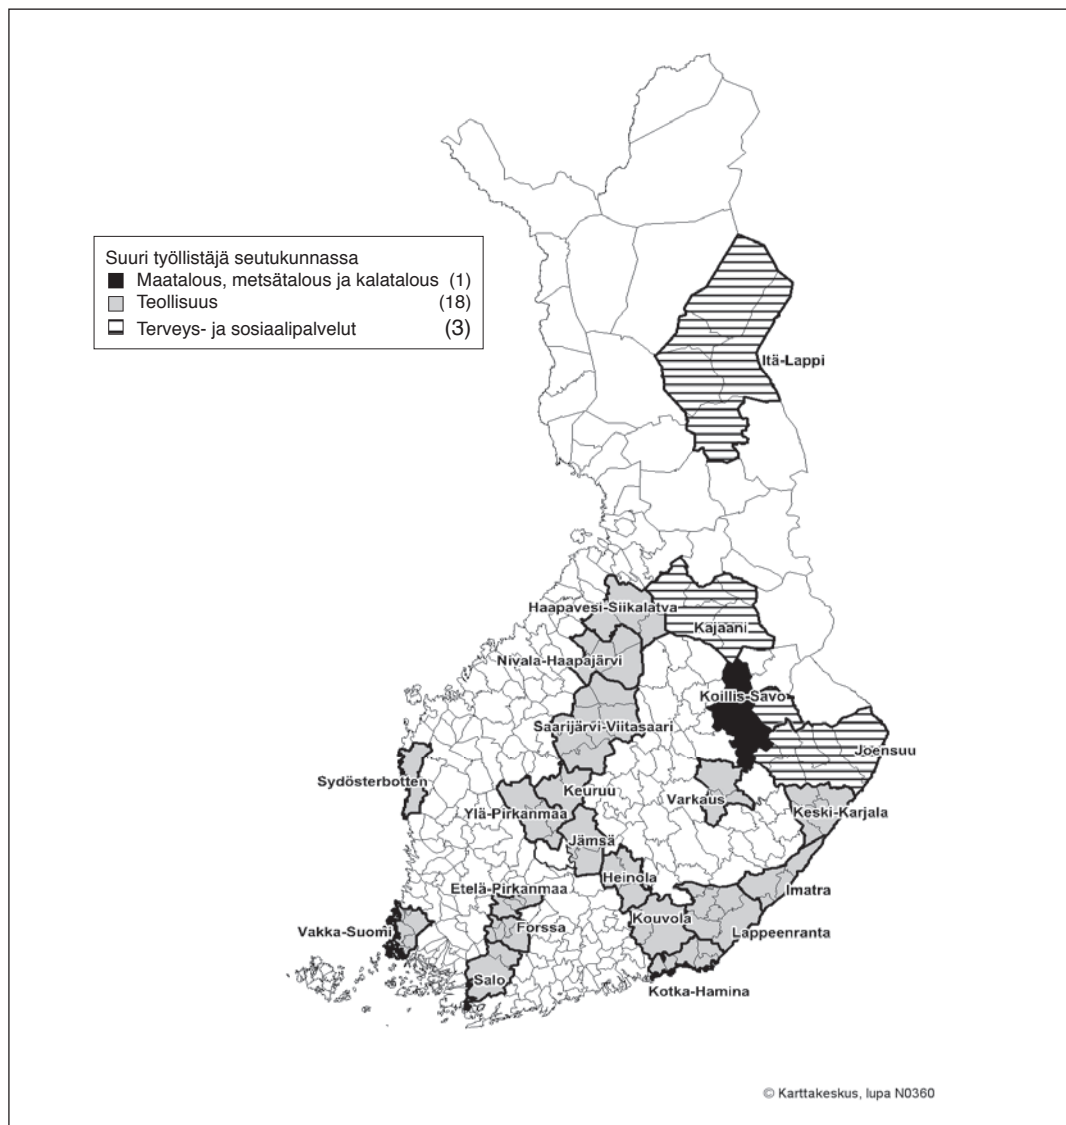 Suuri työllistäjä seutukunnassa
Maatalous, metsätalous ja kalatalous (1)
Teollisuus (18)
Terveys- ja sosiaalipalvelut (3)
Itä-Lappi
Haapavesi-Siikalatva
Kajaani
Nivala-Haapajärvi
Koillis-Savo
Saarijärvi-Viitasaari
Joensuu
Sydösterbotten
Keuruu
Varkaus
Ylä-Pirkanmaa
Keski-Karjala
Jämsä
Heinola
Etelä-Pirkanmaa
Imatra
Kouvola
Vakka-Suomi
Forssa
Lappeenranta
Salo
Kotka-Hamina
© Karttakeskus, lupa N0360